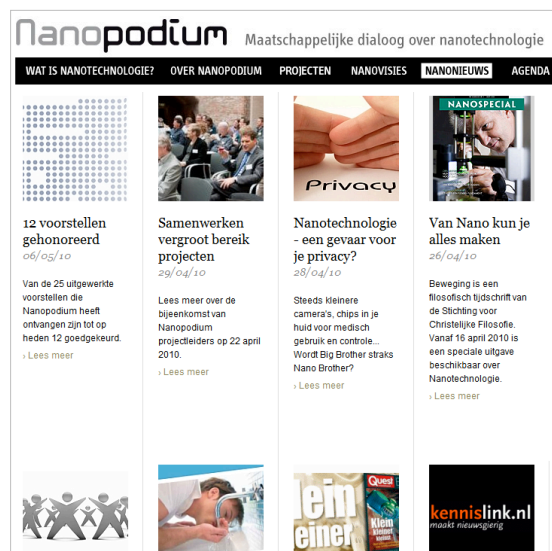 Nanopodium
Maatschappelijke dialoog over nanotechnologie
WAT IS NANOTECHNOLOGIE? OVER NANOPODIUM PROJECTEN NANOVISIES NANONIEUWS AGENDA
12 voorstellen
gehonoreerd
06/05/10
Van de 25 uitgewerkte
voorstellen die
Nanopodium heeft
ontvangen zijn tot op
heden 12 goedgekeurd.
› Lees meer
Samenwerken
vergroot bereik
projecten
29/04/10
Lees meer over de
bijeenkomst van
Nanopodium
projectleiders op 22 april
2010.
› Lees meer
Privacy
Nanotechnologie
- een gevaar voor
je privacy?
28/04/10
Steeds kleinere
camera's, chips in je
huid voor medisch
gebruik en controle...
Wordt Big Brother straks
Nano Brother?
› Lees meer
NANOSPECIAL
Van Nano kun je
alles maken
26/04/10
Beweging is een
filosofisch tijdschrift van
de Stichting voor
Christelijke Filosofie.
Vanaf 16 april 2010 is
een speciale uitgave
beschikbaar over
Nanotechnologie.
› Lees meer
lein
einer
Quest
Klein
kleiner
kleinst
kennislink.nl
maakt nieuwsgierig